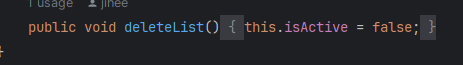 1 usage jinee
public void deleteList() { this.isActive = false; }
}